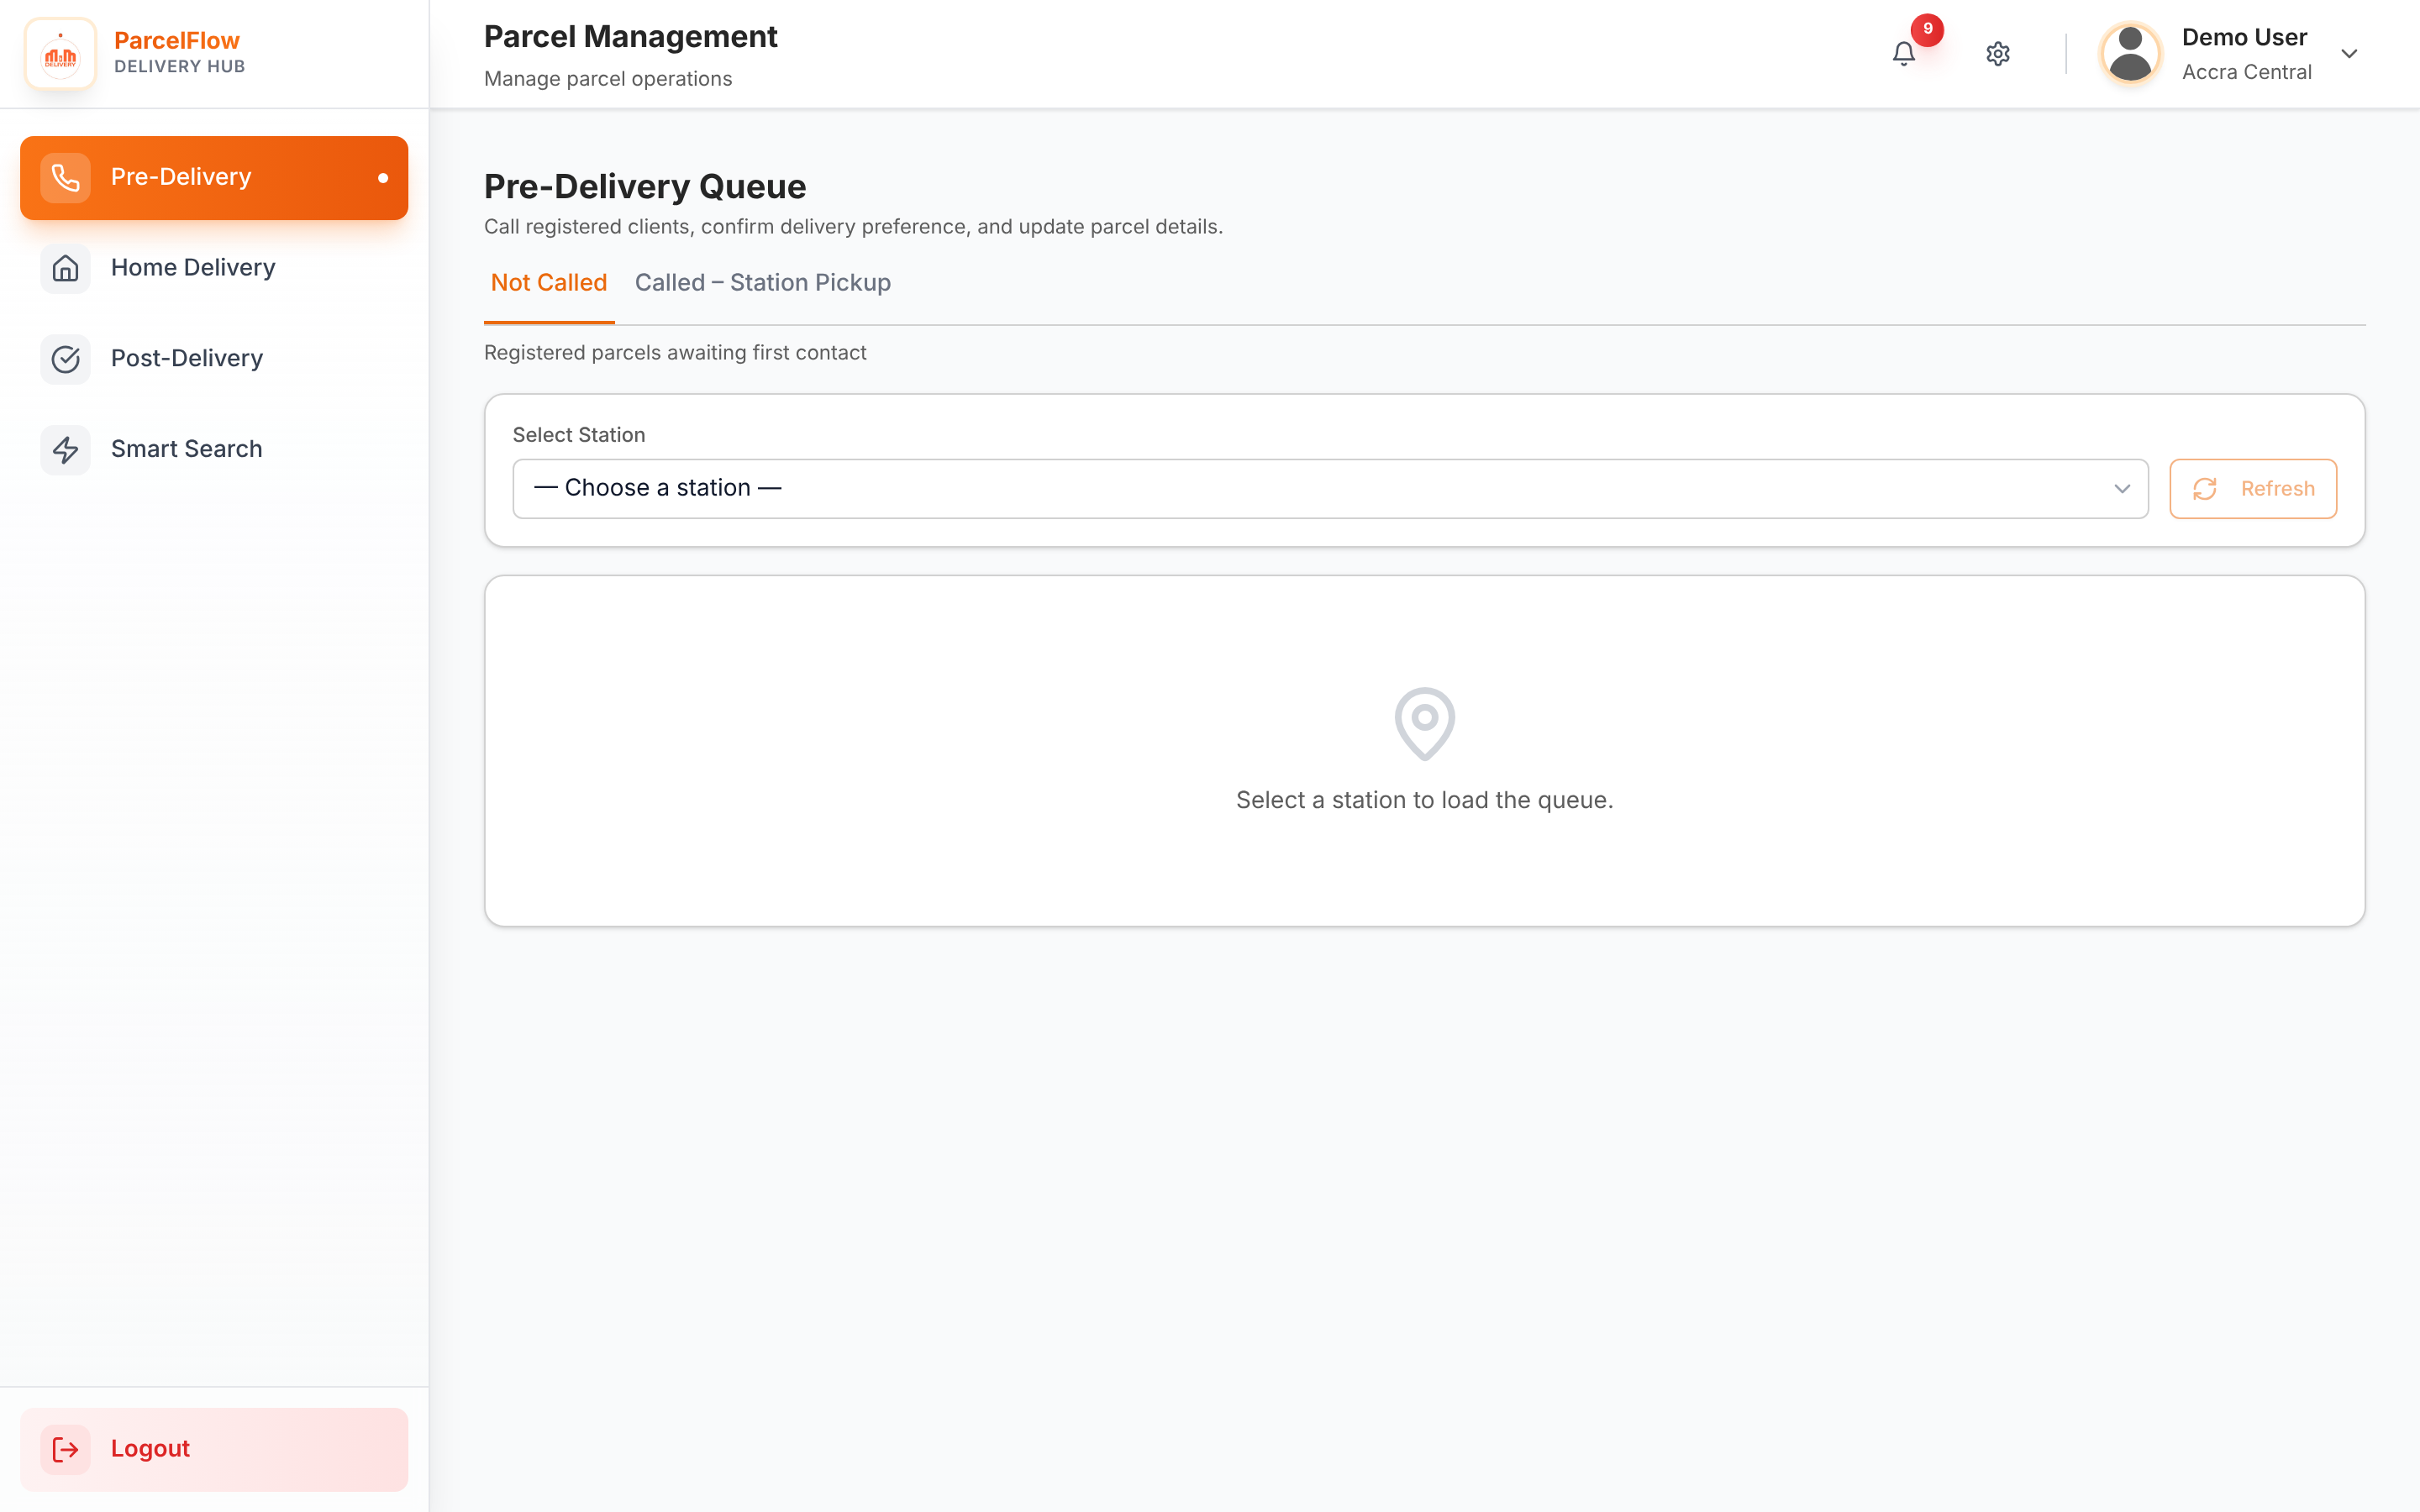 ParcelFlow
DELIVERY HUB
Pre-Delivery
Home Delivery
Post-Delivery
Smart Search
Logout
Parcel Management
Manage parcel operations
9
Demo User
Accra Central
Pre-Delivery Queue
Call registered clients, confirm delivery preference, and update parcel details.
Not Called
Called – Station Pickup
Registered parcels awaiting first contact
Select Station
— Choose a station —
Refresh
Select a station to load the queue.